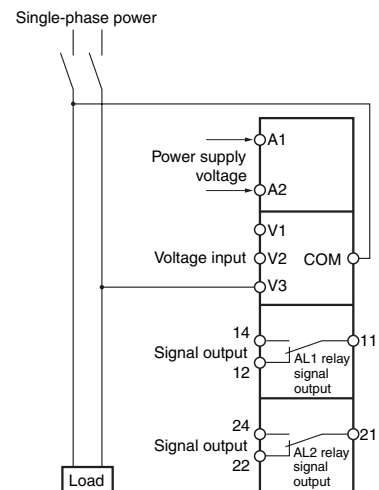 Single-phase power
A1
Power supply
voltage
A2
V1
Voltage input
V2
COM
V3
14
11
Signal output
AL1 relay
signal
output
12
24
21
Signal output
AL2 relay
signal
output
22
Load